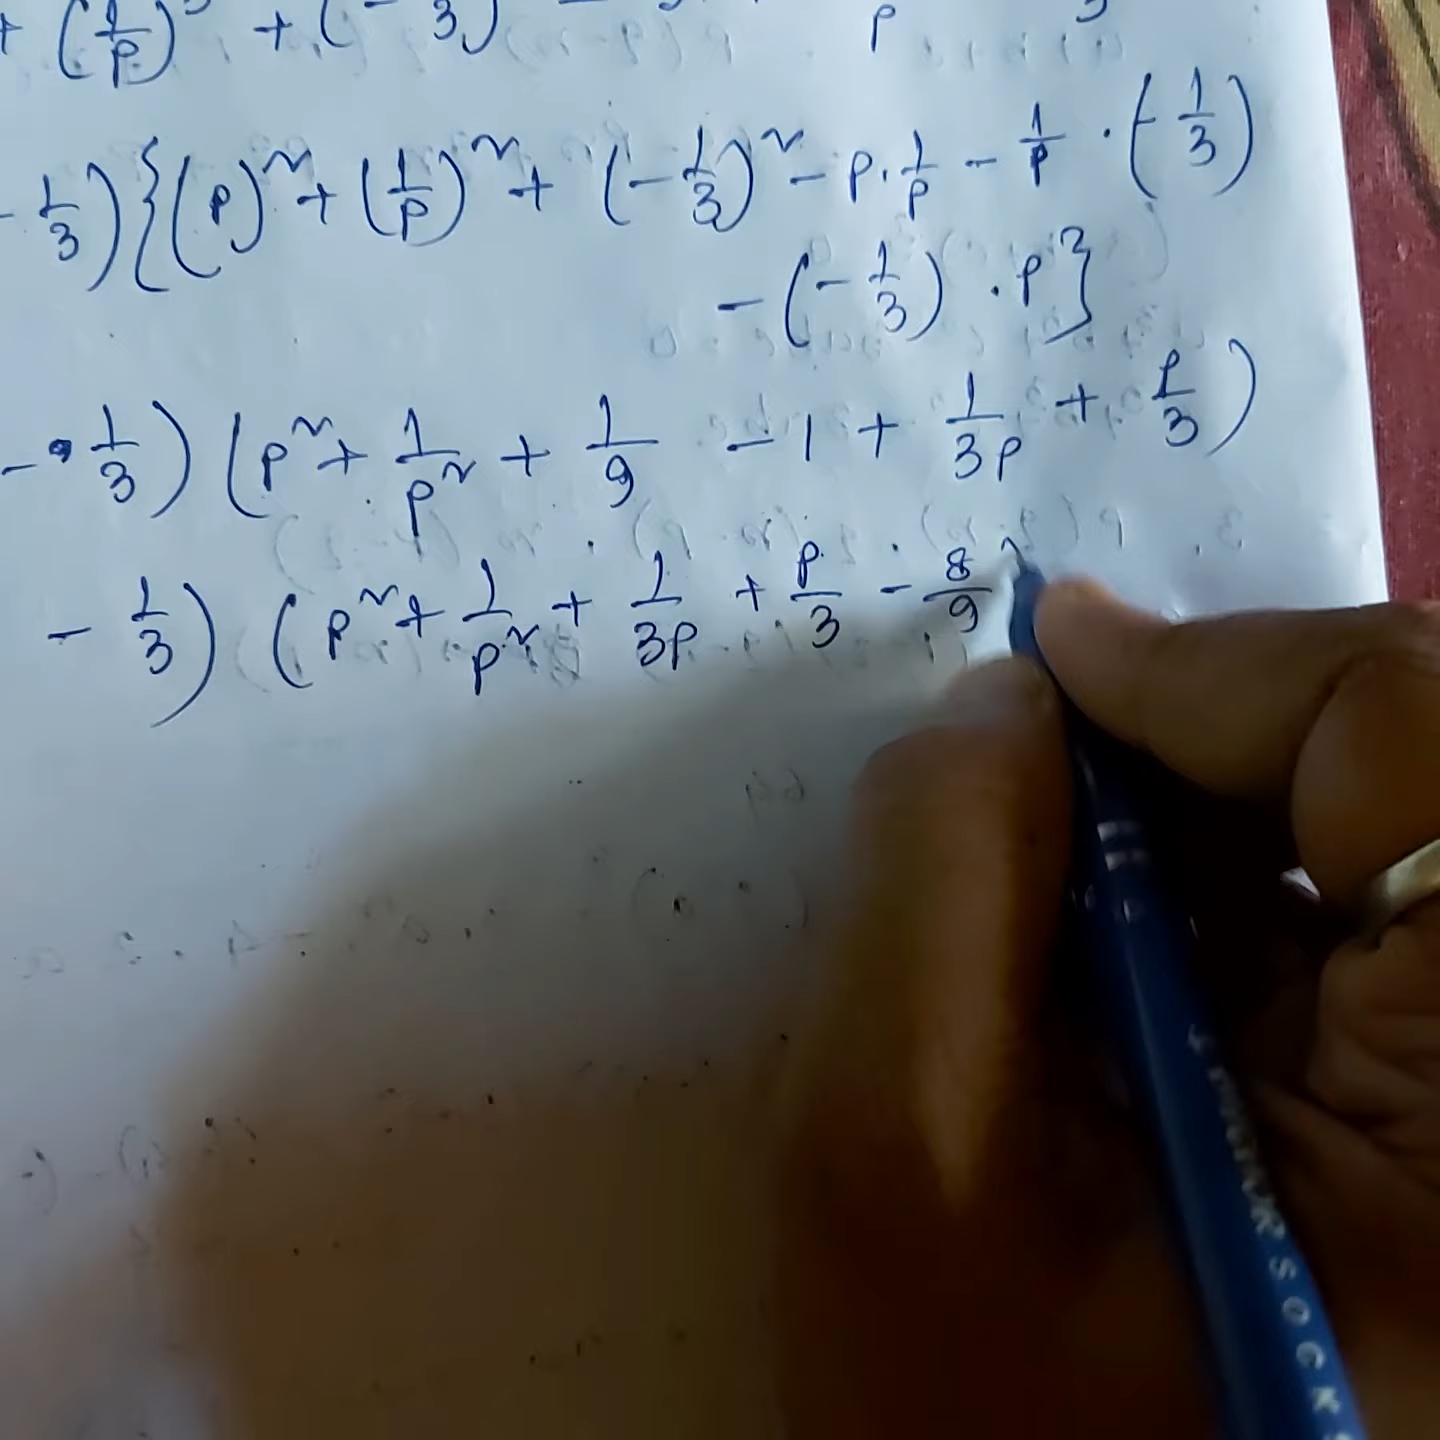 + (1/p)³ + (-1/3)
p 3
- 1/3){(p)² + (1/p)² + (-1/3)² - p·1/p - 1/p · (-1/3)
- (-1/3) · p}
- 1/3) (p² + 1/p² + 1/9 - 1 + 1/3p + p/3)
- 1/3) (p² + 1/p² + 1/3p + p/3 - 8/9
SOCK